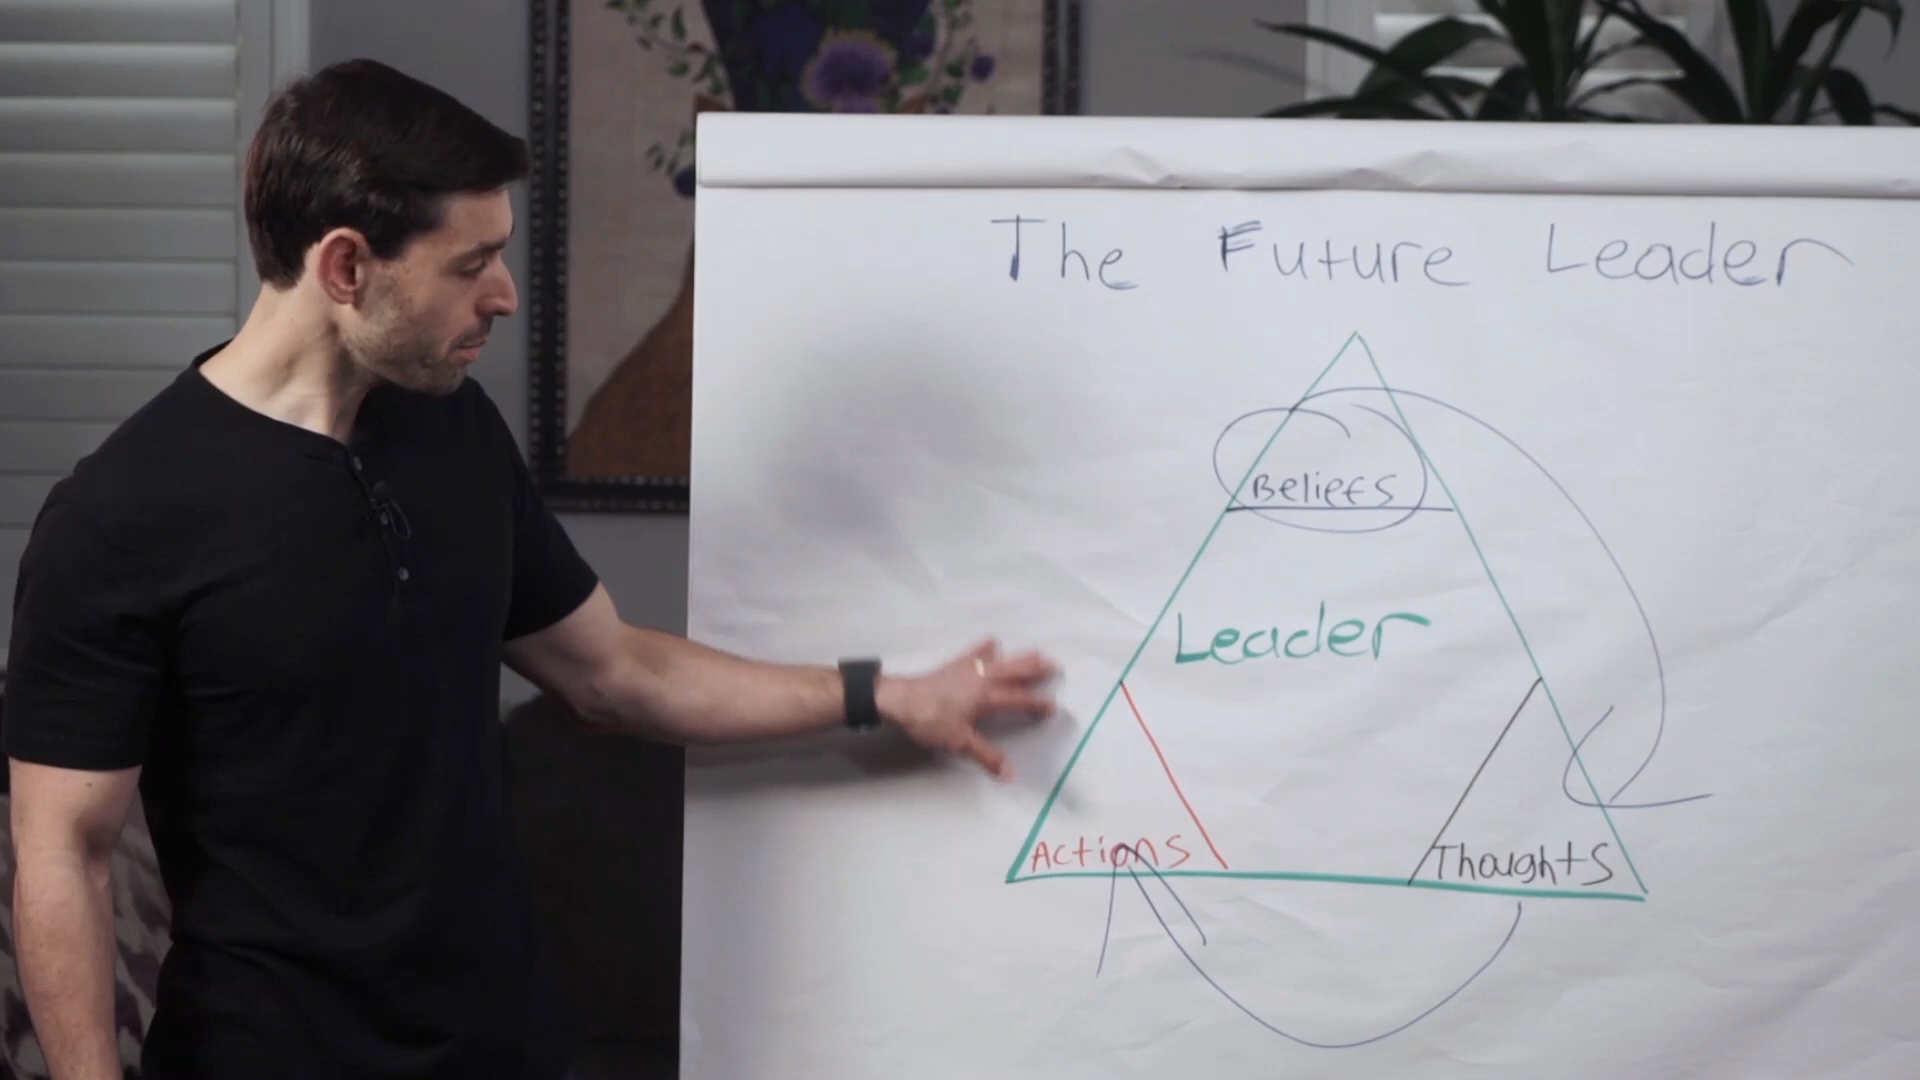 The Future Leader
Beliefs
Leader
Actions
Thoughts